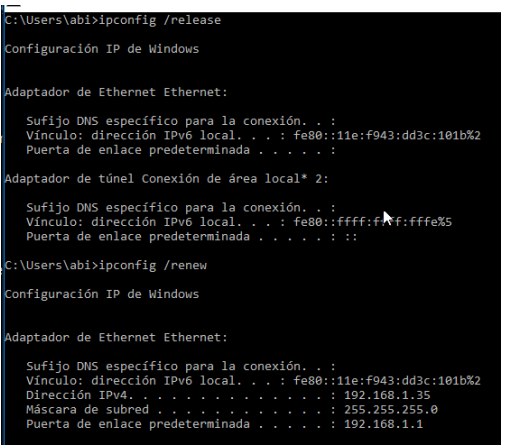 C:\Users\abi>ipconfig /release
Configuración IP de Windows
Adaptador de Ethernet Ethernet:
Sufijo DNS específico para la conexión. . :
Vínculo: dirección IPv6 local. . . : fe80::11e:f943:dd3c:101b%2
Puerta de enlace predeterminada . . . . . :
Adaptador de túnel Conexión de área local* 2:
Sufijo DNS específico para la conexión. . :
Vínculo: dirección IPv6 local. . . : fe80::ffff:ffff:fffe%5
Puerta de enlace predeterminada . . . . . : ::
C:\Users\abi>ipconfig /renew
Configuración IP de Windows
Adaptador de Ethernet Ethernet:
Sufijo DNS específico para la conexión. . :
Vínculo: dirección IPv6 local. . . : fe80::11e:f943:dd3c:101b%2
Dirección IPv4. . . . . . . . . . . . . . : 192.168.1.35
Máscara de subred . . . . . . . . . . . . : 255.255.255.0
Puerta de enlace predeterminada . . . . . : 192.168.1.1